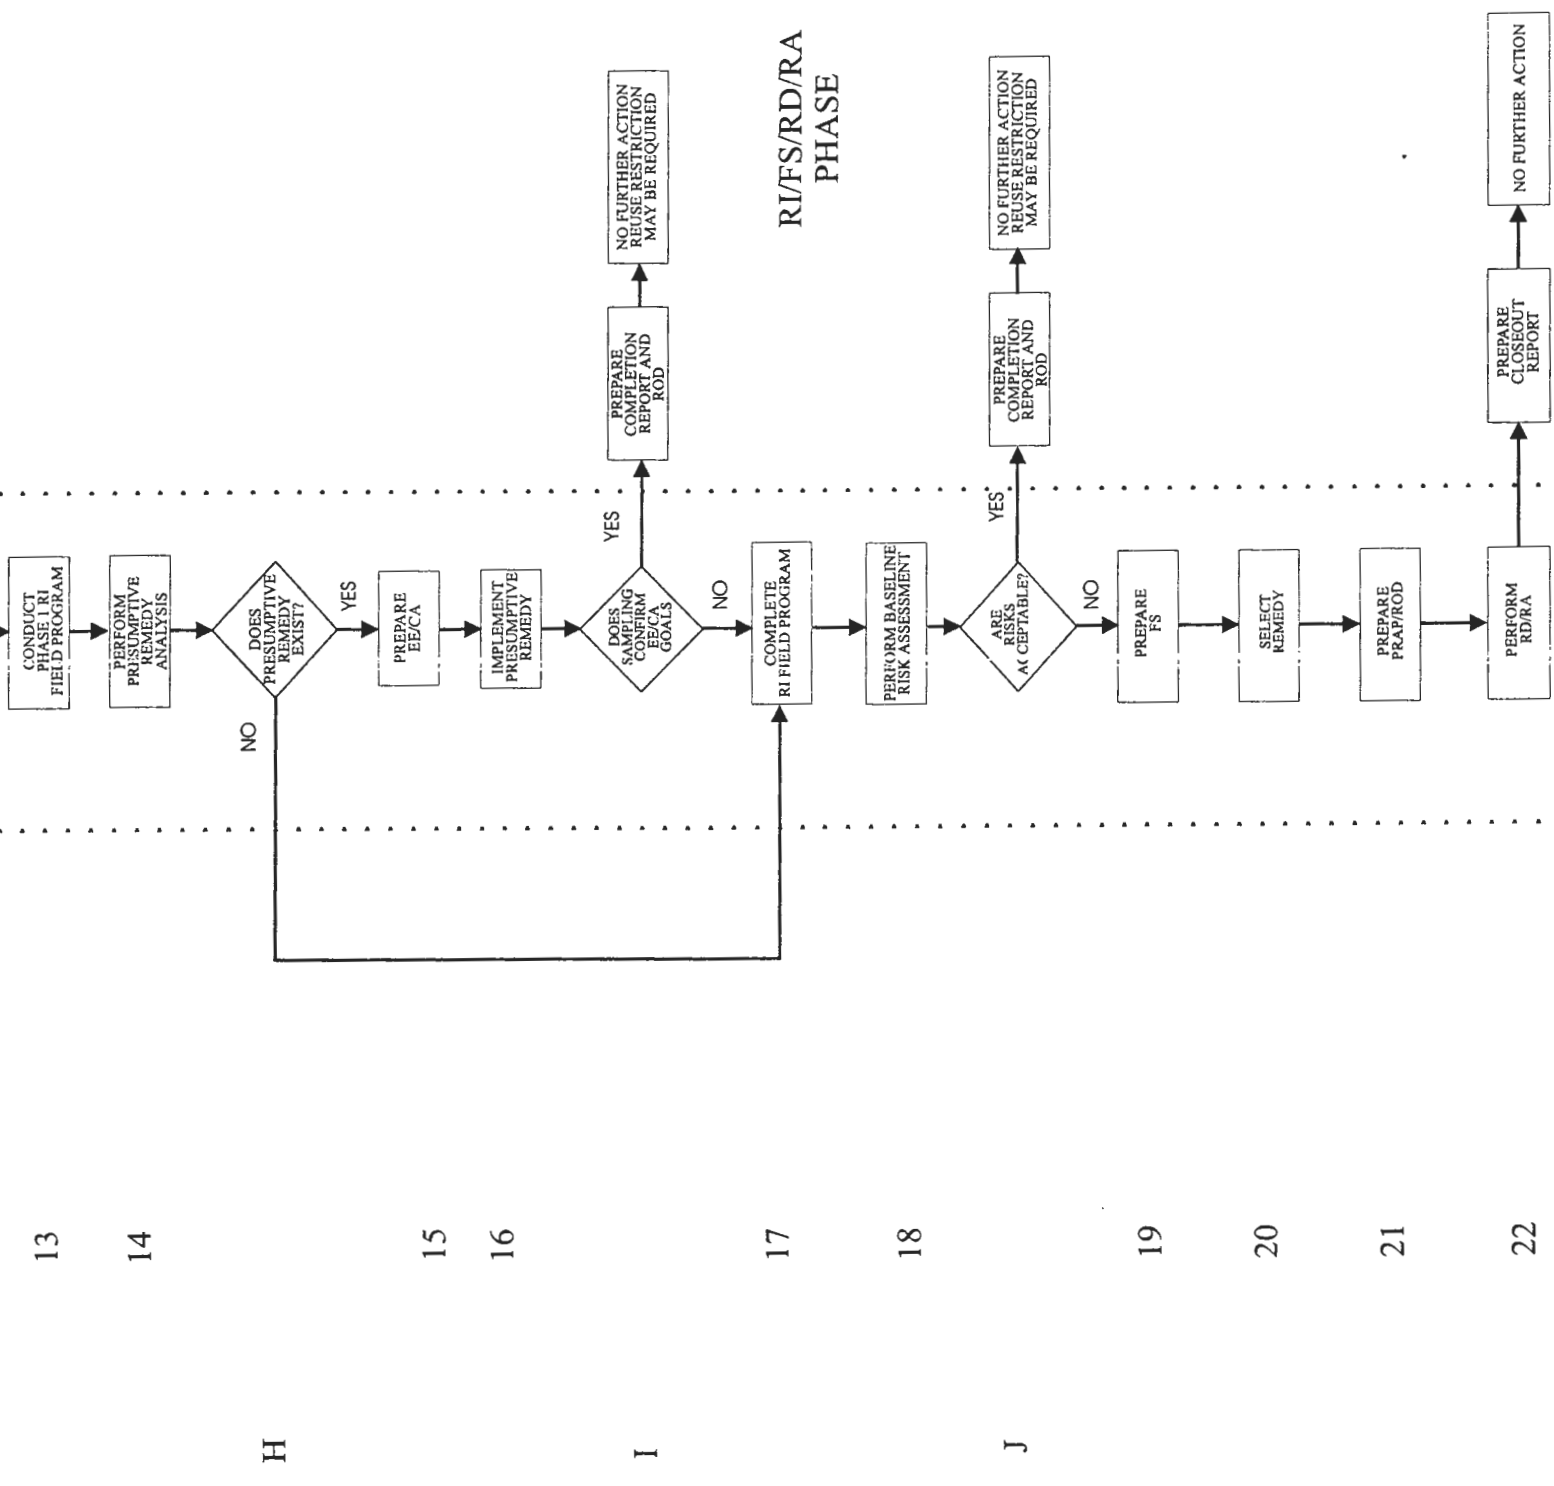 13
CONDUCT
PHASE I RI
FIELD PROGRAM
14
PERFORM
PRESUMPTIVE
REMEDY
ANALYSIS
H
DOES
PRESUMPTIVE
REMEDY
EXIST?
NO
YES
15
PREPARE
EE/CA
16
IMPLEMENT
PRESUMPTIVE
REMEDY
I
DOES
SAMPLING
CONFIRM
EE/CA
GOALS
YES
PREPARE
COMPLETION
REPORT AND
ROD
NO FURTHER ACTION
REUSE RESTRICTION
MAY BE REQUIRED
NO
RI/FS/RD/RA
PHASE
17
COMPLETE
RI FIELD PROGRAM
18
PERFORM BASELINE
RISK ASSESSMENT
J
ARE
RISKS
ACCEPTABLE?
YES
PREPARE
COMPLETION
REPORT AND
ROD
NO FURTHER ACTION
REUSE RESTRICTION
MAY BE REQUIRED
NO
19
PREPARE
FS
20
SELECT
REMEDY
21
PREPARE
PRAP/ROD
22
PERFORM
RD/RA
PREPARE
CLOSEOUT
REPORT
NO FURTHER ACTION